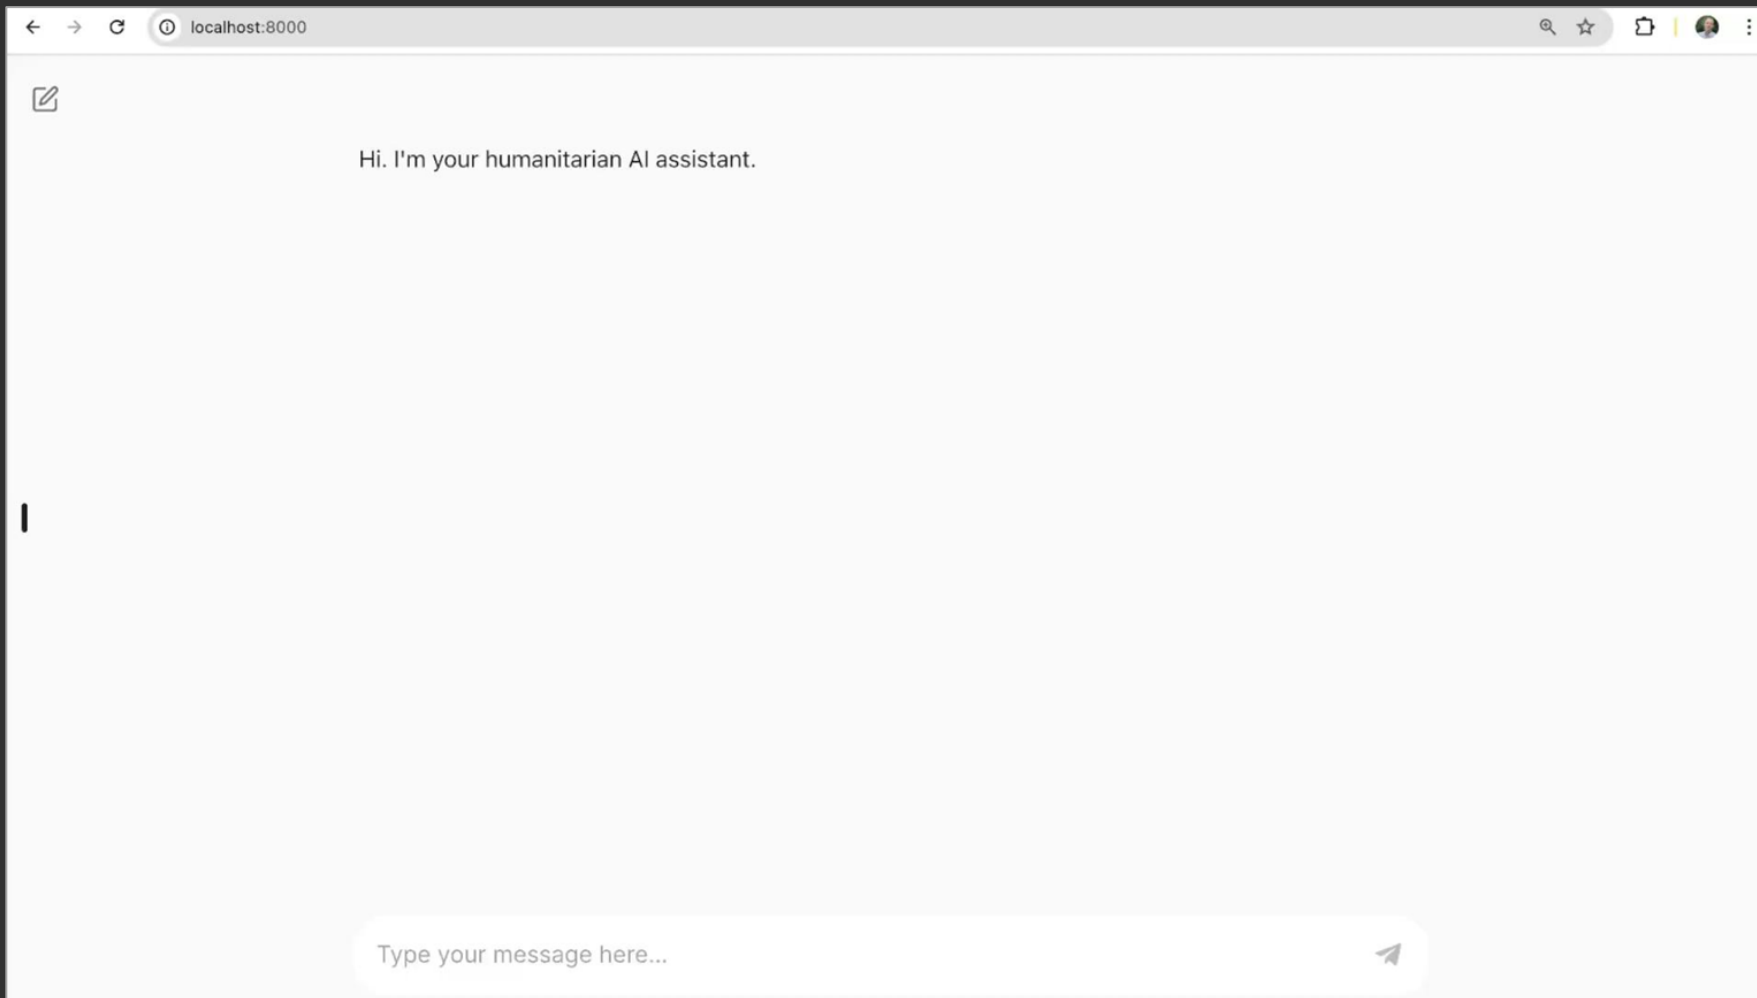 localhost:8000
Hi. I'm your humanitarian AI assistant.
Type your message here...